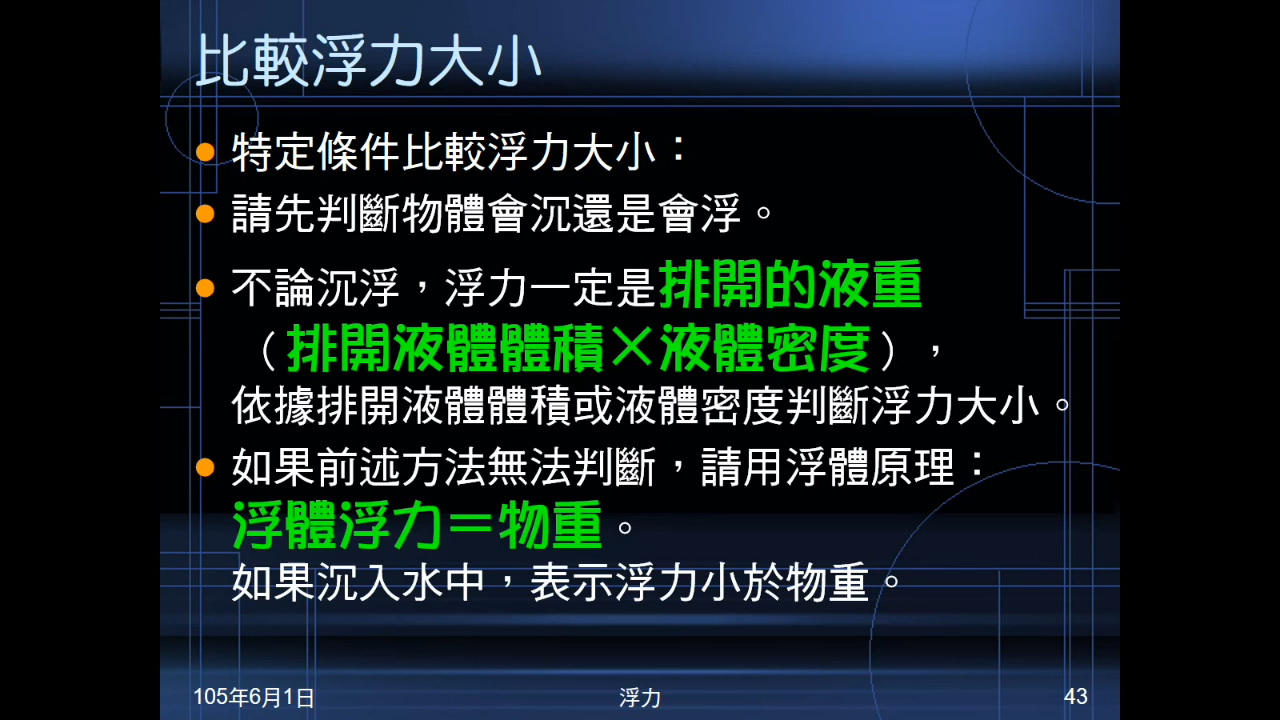 比較浮力大小
特定條件比較浮力大小：
請先判斷物體會沉還是會浮。
不論沉浮，浮力一定是排開的液重
（排開液體體積×液體密度），
依據排開液體體積或液體密度判斷浮力大小。
如果前述方法無法判斷，請用浮體原理：
浮體浮力＝物重。
如果沉入水中，表示浮力小於物重。
105年6月1日
浮力
43